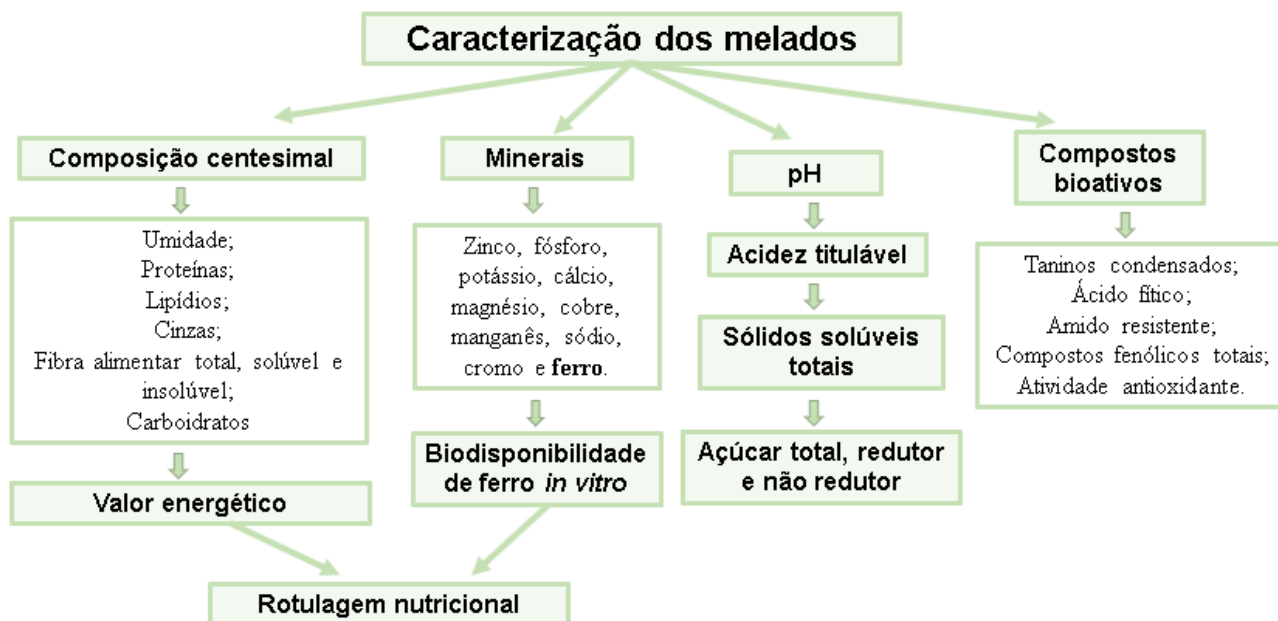 Caracterização dos melados
Composição centesimal
Umidade;
Proteínas;
Lipídios;
Cinzas;
Fibra alimentar total, solúvel e
insolúvel;
Carboidratos
Valor energético
Minerais
Zinco, fósforo,
potássio, cálcio,
magnésio, cobre,
manganês, sódio,
cromo e ferro.
Biodisponibilidade
de ferro in vitro
Rotulagem nutricional
pH
Acidez titulável
Sólidos solúveis
totais
Açúcar total, redutor
e não redutor
Compostos
bioativos
Taninos condensados;
Ácido fítico;
Amido resistente;
Compostos fenólicos totais;
Atividade antioxidante.